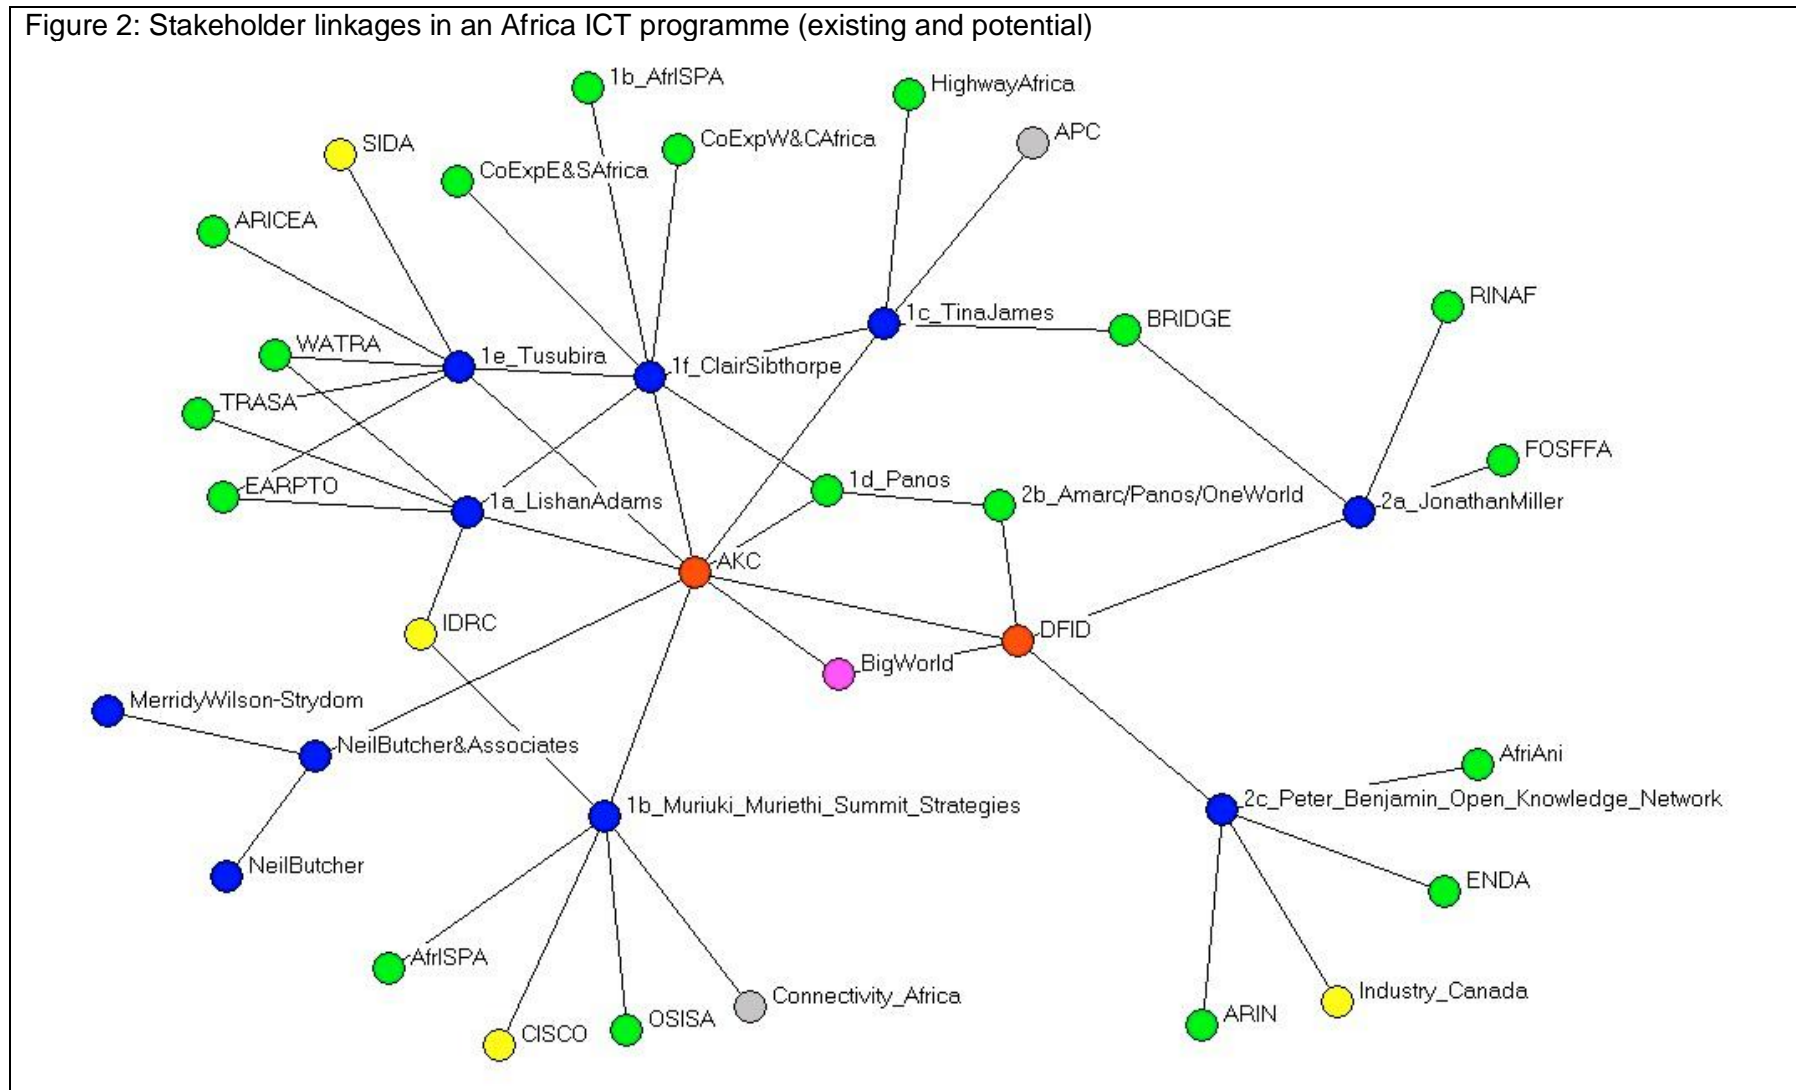 Figure 2: Stakeholder linkages in an Africa ICT programme (existing and potential)
1b_AfrISPA
HighwayAfrica
APC
CoExpW&CAfrica
SIDA
CoExpE&SAfrica
ARICEA
RINAF
1c_TinaJames
BRIDGE
WATRA
1e_Tusubira
1f_ClairSibthorpe
TRASA
FOSFFA
1d_Panos
EARPTO
2b_Amarc/Panos/OneWorld
1a_LishanAdams
2a_JonathanMiller
AKC
IDRC
DFID
BigWorld
MerridyWilson-Strydom
NeilButcher&Associates
AfriAni
1b_Muriuki_Muriethi_Summit_Strategies
2c_Peter_Benjamin_Open_Knowledge_Network
NeilButcher
ENDA
AfrISPA
Connectivity_Africa
Industry_Canada
OSISA
ARIN
CISCO